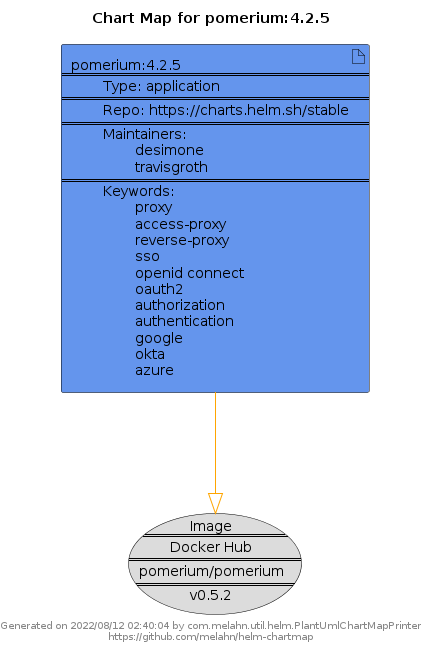 Chart Map for pomerium:4.2.5
pomerium:4.2.5
Type: application
Repo: https://charts.helm.sh/stable
Maintainers:
desimone
travisgroth
Keywords:
proxy
access-proxy
reverse-proxy
sso
openid connect
oauth2
authorization
authentication
google
okta
azure
Image
Docker Hub
pomerium/pomerium
v0.5.2
Generated on 2022/08/12 02:40:04 by com.melahn.util.helm.PlantUmlChartMapPrinter
https://github.com/melahn/helm-chartmap